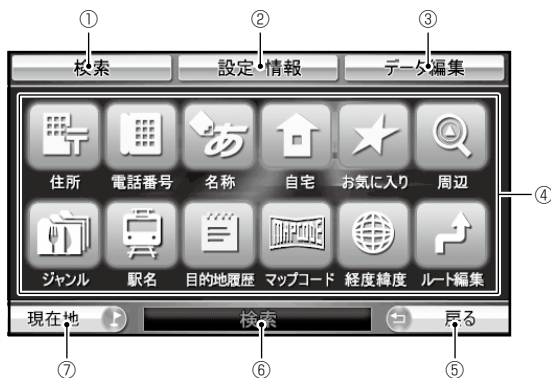 ① ② ③
検索 設定・情報 データ編集
住所 電話番号 名称 自宅 お気に入り 周辺
④
ジャンル 駅名 目的地履歴 マップコード 経度緯度 ルート編集
現在地 検索 戻る
⑦ ⑥ ⑤